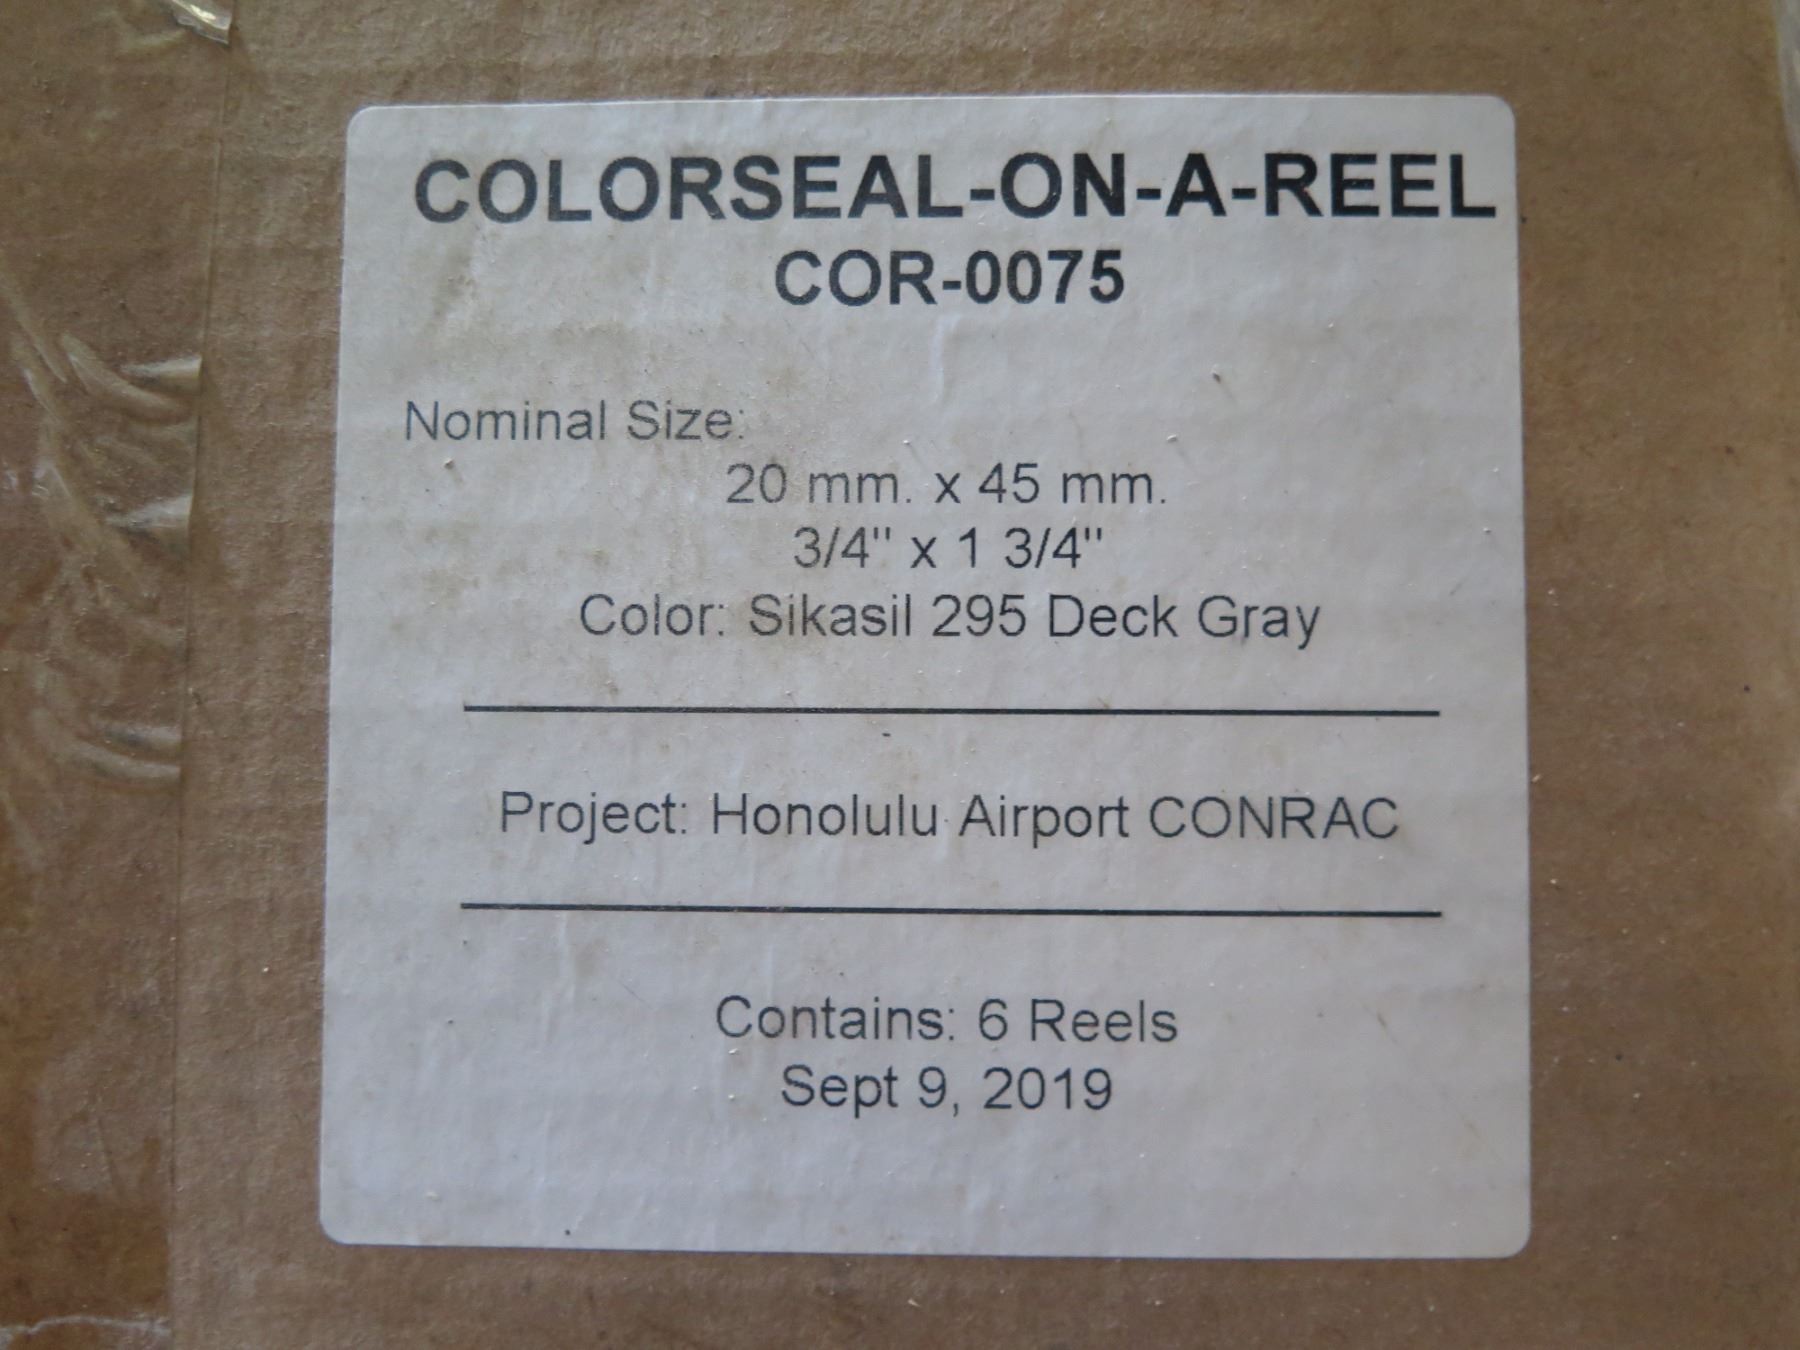 COLORSEAL-ON-A-REEL
COR-0075
Nominal Size:
20 mm. x 45 mm.
3/4" x 1 3/4"
Color: Sikasil 295 Deck Gray
Project: Honolulu Airport CONRAC
Contains: 6 Reels
Sept 9, 2019